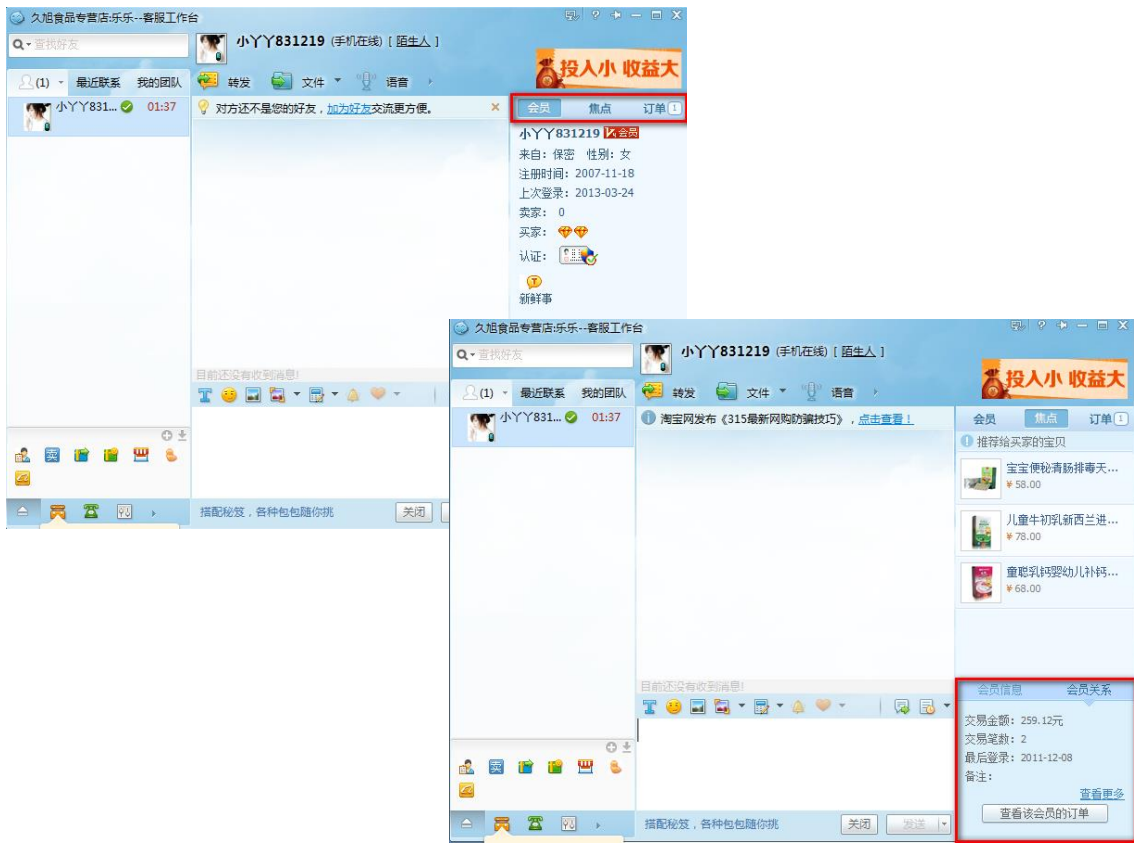 久旭食品专营店:乐乐--客服工作台
查找好友
小丫丫831219 (手机在线) [ 陌生人 ]
投入小 收益大
(1) 最近联系 我的团队
转发 文件 语音
小丫丫831... 01:37
对方还不是您的好友，加为好友交流更方便。
会员 焦点 订单 1
小丫丫831219 会员
来自: 保密 性别: 女
注册时间: 2007-11-18
上次登录: 2013-03-24
卖家: 0
买家:
认证:
新鲜事
目前还没有收到消息!
卖
搭配秘笈，各种包包随你挑
关闭
久旭食品专营店:乐乐--客服工作台
查找好友
小丫丫831219 (手机在线) [ 陌生人 ]
投入小 收益大
(1) 最近联系 我的团队
转发 文件 语音
小丫丫831... 01:37
淘宝网发布《315最新网购防骗技巧》，点击查看！
会员 焦点 订单 1
推荐给买家的宝贝
宝宝便秘清肠排毒天...
¥ 58.00
儿童牛初乳新西兰进...
¥ 78.00
童聪乳钙婴幼儿补钙...
¥ 68.00
目前还没有收到消息!
会员信息 会员关系
交易金额: 259.12元
交易笔数: 2
最后登录: 2011-12-08
备注:
查看更多
查看该会员的订单
卖
搭配秘笈，各种包包随你挑
关闭 发送